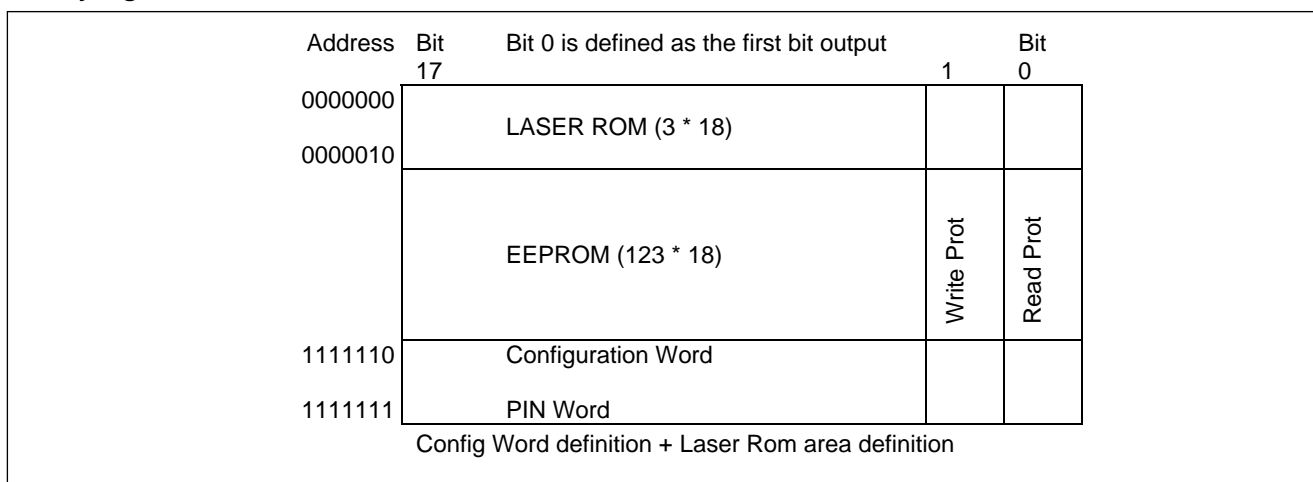 Address Bit Bit 0 is defined as the first bit output Bit
17 1 0
0000000
LASER ROM (3 * 18)
0000010
EEPROM (123 * 18)
Write Prot
Read Prot
1111110 Configuration Word
1111111 PIN Word
Config Word definition + Laser Rom area definition